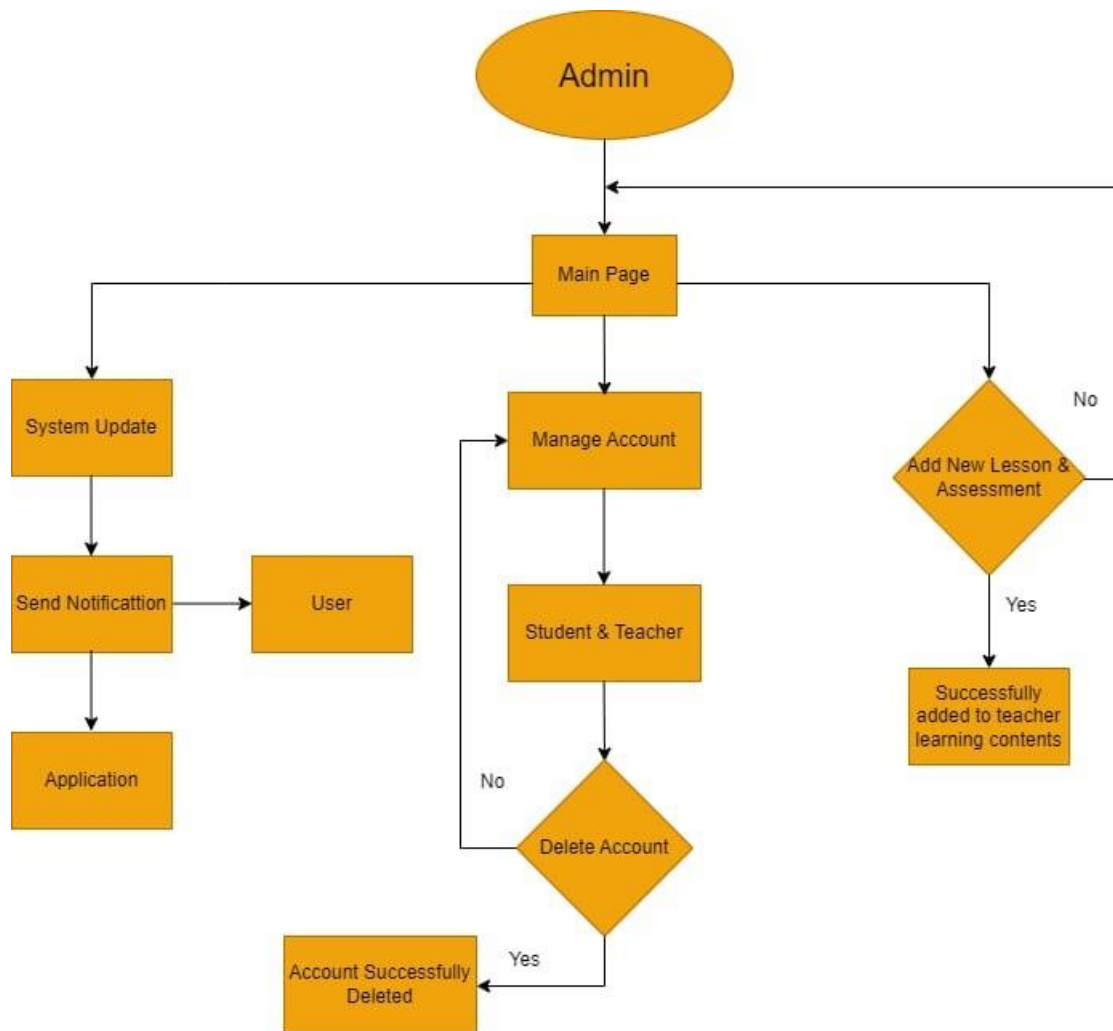 Admin
Main Page
System Update
Manage Account
No
Add New Lesson &
Assessment
Send Notificattion
User
Student & Teacher
Yes
Successfully
added to teacher
learning contents
Application
No
Delete Account
Yes
Account Successfully
Deleted